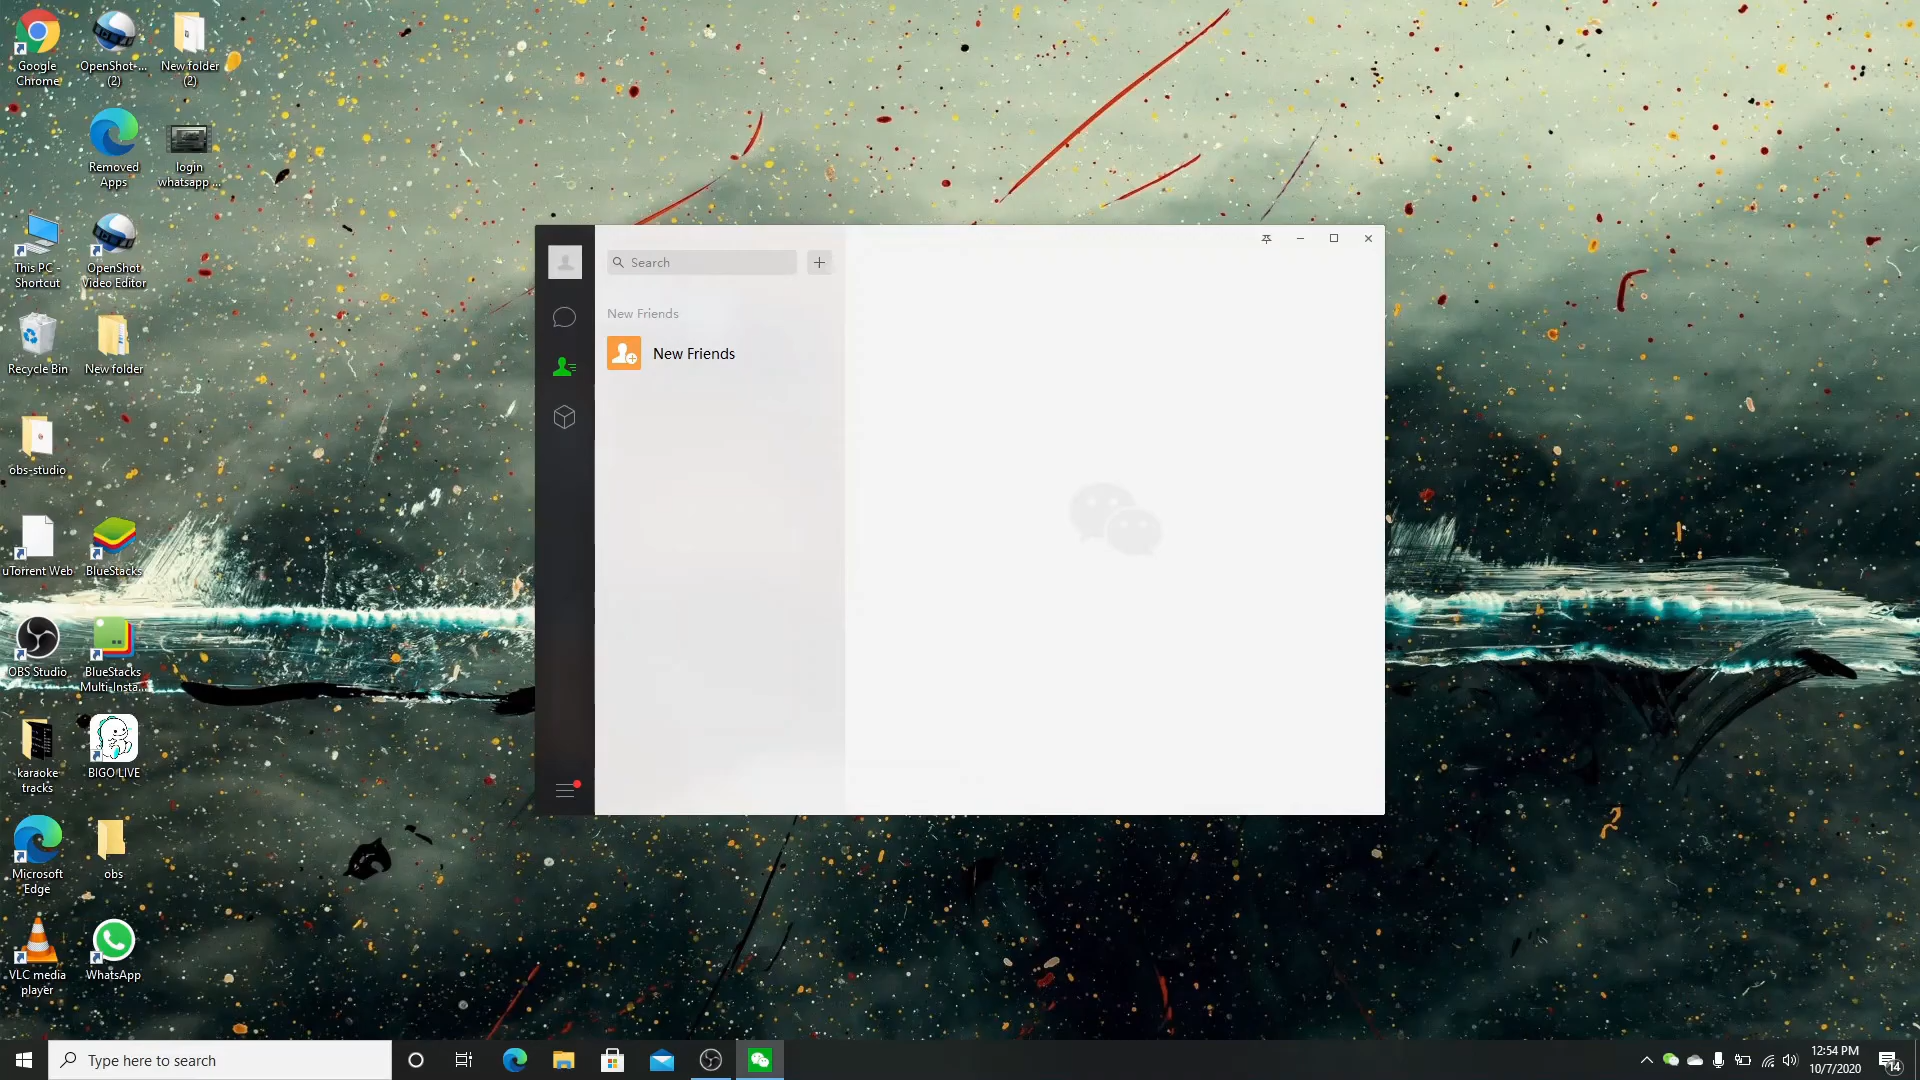 Google
Chrome
OpenShot-...
(2)
New folder
(2)
Removed
Apps
login
whatsapp ...
This PC -
Shortcut
OpenShot
Video Editor
Recycle Bin
New folder
obs-studio
uTorrent Web
BlueStacks
OBS Studio
BlueStacks
Multi-Insta...
karaoke
tracks
BIGO LIVE
Microsoft
Edge
obs
VLC media
player
WhatsApp
Search
New Friends
New Friends
Type here to search
12:54 PM
10/7/2020
14